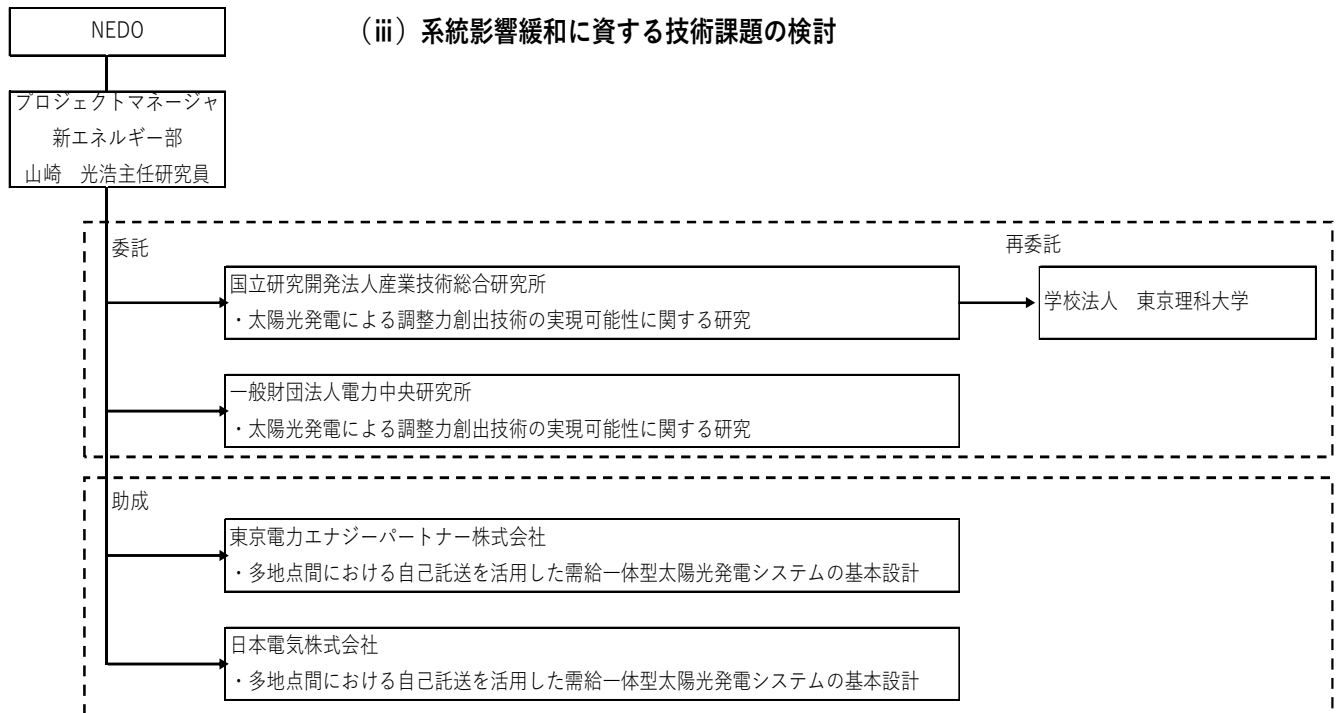 NEDO
（ⅲ）系統影響緩和に資する技術課題の検討
プロジェクトマネージャ
新エネルギー部
山崎　光浩主任研究員
委託
再委託
国立研究開発法人産業技術総合研究所
・太陽光発電による調整力創出技術の実現可能性に関する研究
学校法人　東京理科大学
一般財団法人電力中央研究所
・太陽光発電による調整力創出技術の実現可能性に関する研究
助成
東京電力エナジーパートナー株式会社
・多地点間における自己託送を活用した需給一体型太陽光発電システムの基本設計
日本電気株式会社
・多地点間における自己託送を活用した需給一体型太陽光発電システムの基本設計